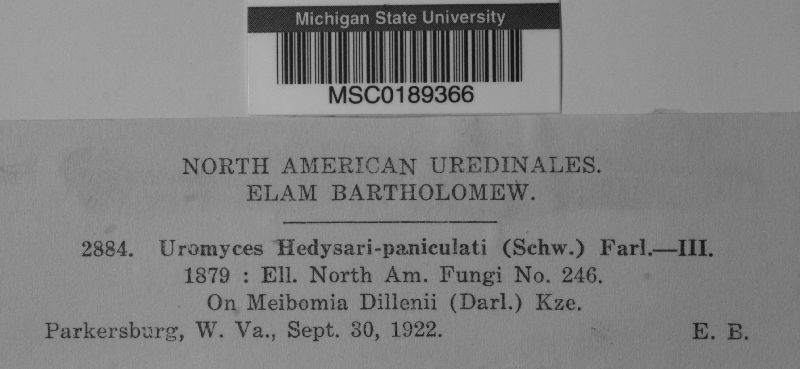 Michigan State University
MSC0189366
NORTH AMERICAN UREDINALES.
ELAM BARTHOLOMEW.
2884. Uromyces Hedysari-paniculati (Schw.) Farl.—III.
1879 : Ell. North Am. Fungi No. 246.
On Meibomia Dillenii (Darl.) Kze.
Parkersburg, W. Va., Sept. 30, 1922. E. B.